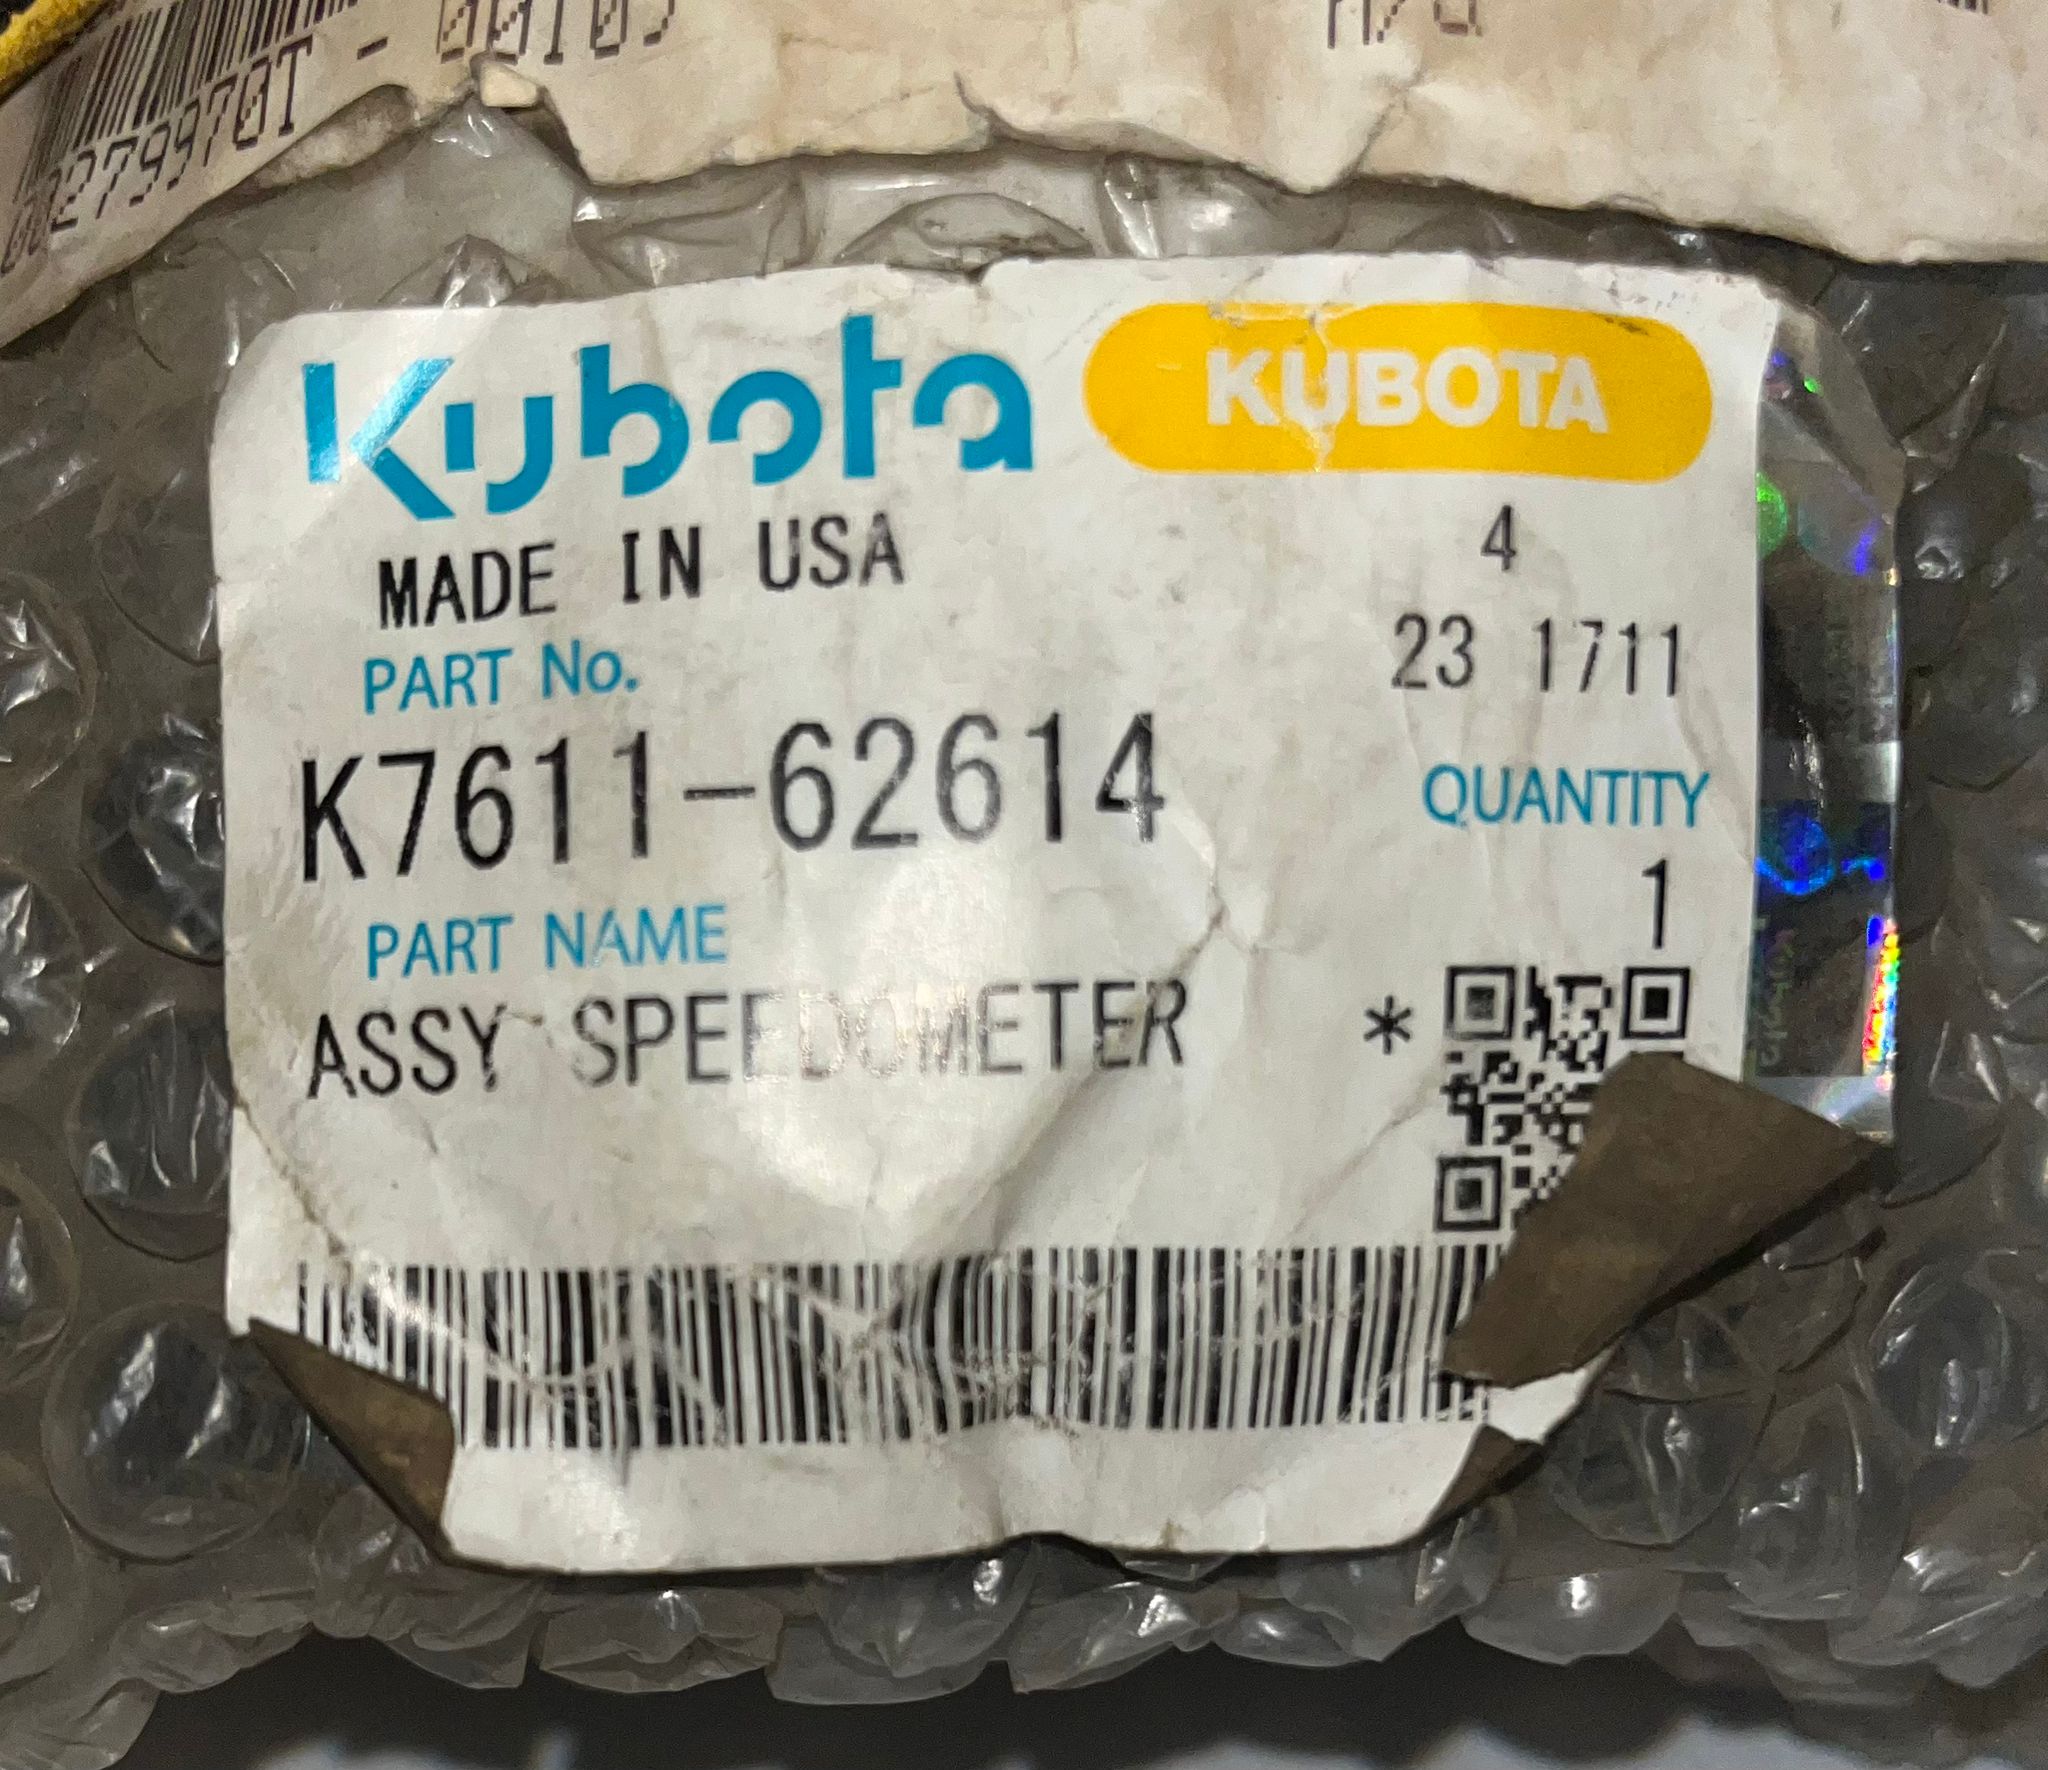 Kubota KUBOTA
MADE IN USA
4
PART No.
23 1711
K7611-62614
QUANTITY
1
PART NAME
ASSY SPEEDOMETER *